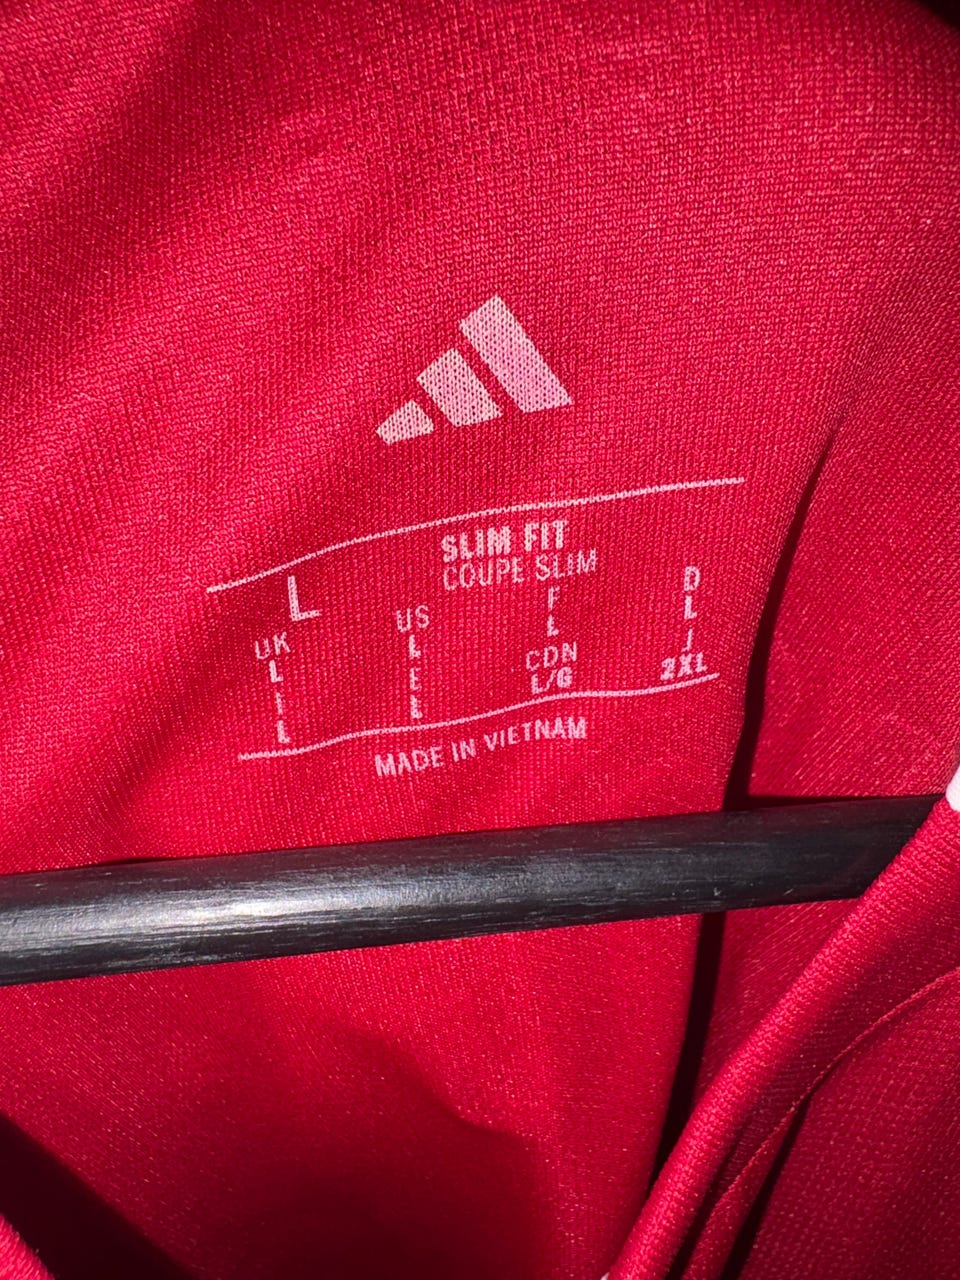 SLIM FIT
L COUPE SLIM
UK US F D
L L L L
I E CDN J
L L L/G 2XL
MADE IN VIETNAM